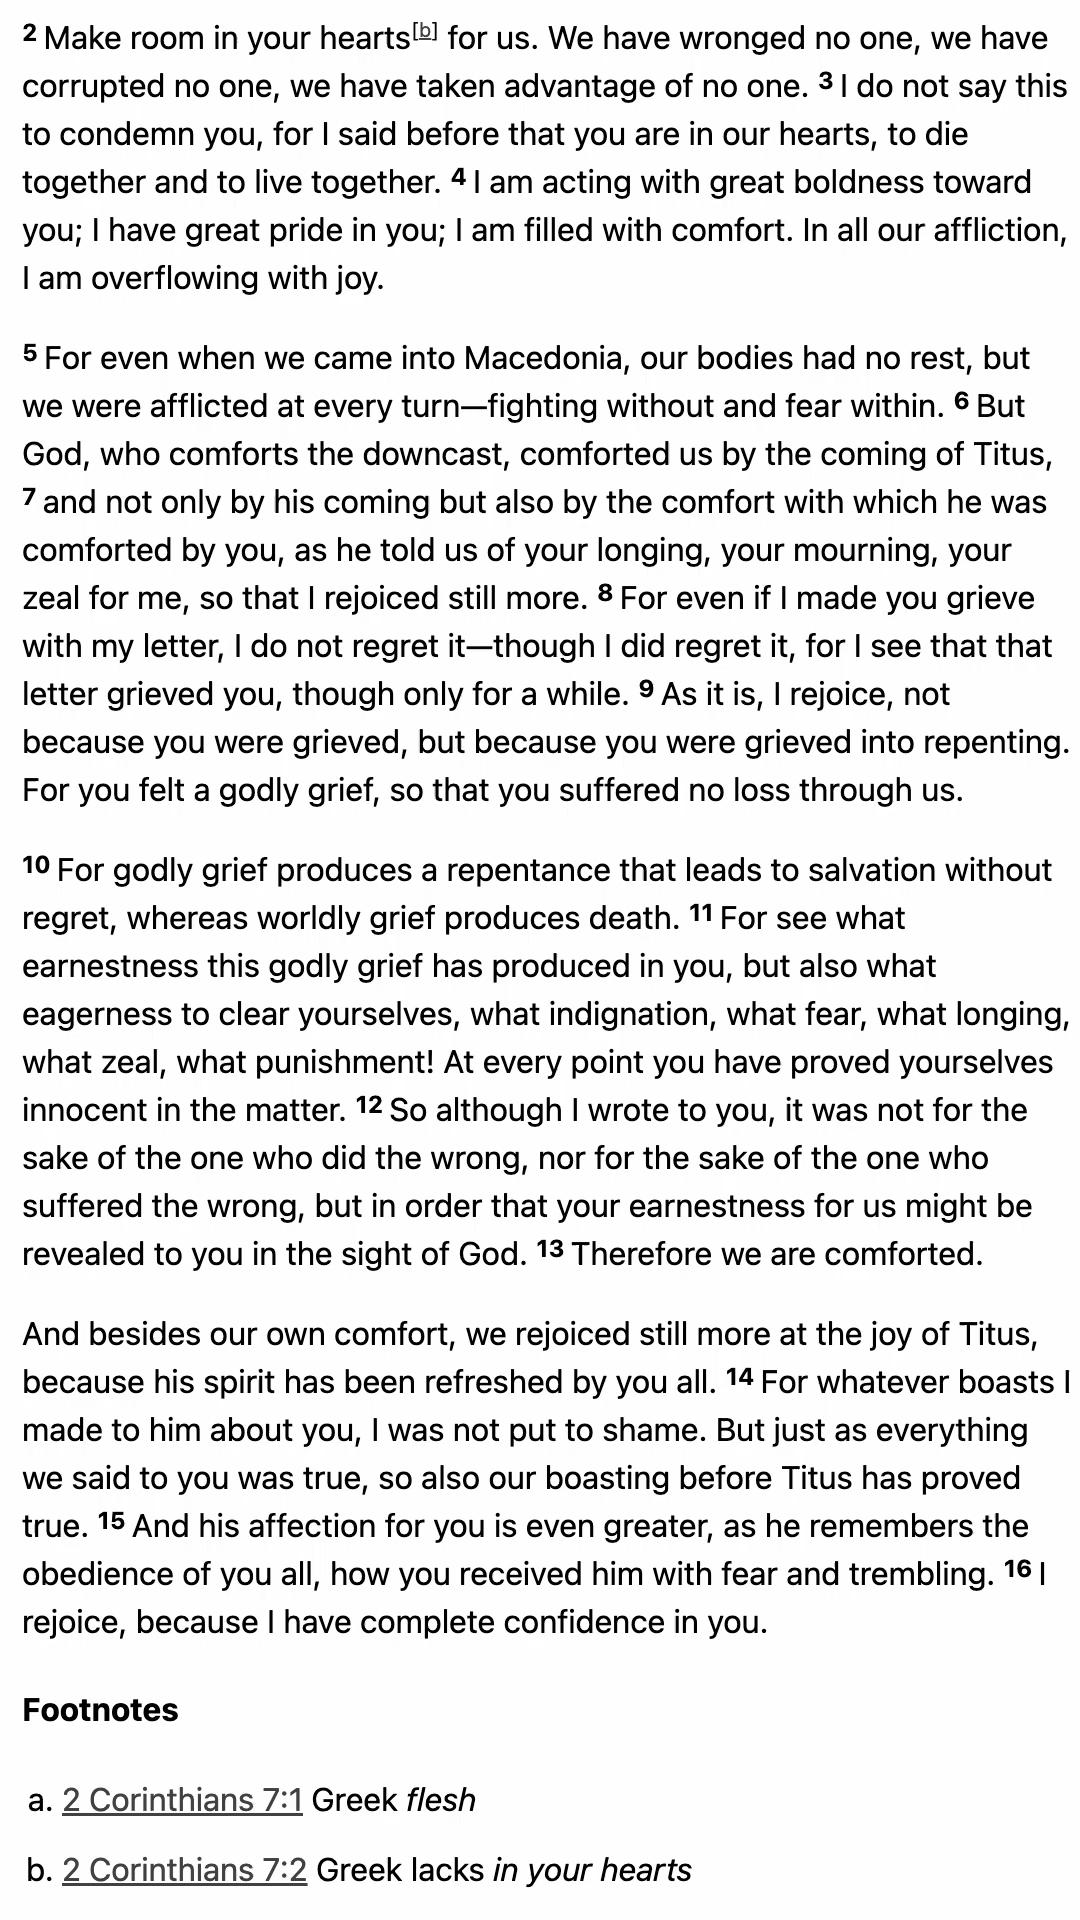 2 Make room in your hearts[b] for us. We have wronged no one, we have
corrupted no one, we have taken advantage of no one. 3 I do not say this
to condemn you, for I said before that you are in our hearts, to die
together and to live together. 4 I am acting with great boldness toward
you; I have great pride in you; I am filled with comfort. In all our affliction,
I am overflowing with joy.
5 For even when we came into Macedonia, our bodies had no rest, but
we were afflicted at every turn—fighting without and fear within. 6 But
God, who comforts the downcast, comforted us by the coming of Titus,
7 and not only by his coming but also by the comfort with which he was
comforted by you, as he told us of your longing, your mourning, your
zeal for me, so that I rejoiced still more. 8 For even if I made you grieve
with my letter, I do not regret it—though I did regret it, for I see that that
letter grieved you, though only for a while. 9 As it is, I rejoice, not
because you were grieved, but because you were grieved into repenting.
For you felt a godly grief, so that you suffered no loss through us.
10 For godly grief produces a repentance that leads to salvation without
regret, whereas worldly grief produces death. 11 For see what
earnestness this godly grief has produced in you, but also what
eagerness to clear yourselves, what indignation, what fear, what longing,
what zeal, what punishment! At every point you have proved yourselves
innocent in the matter. 12 So although I wrote to you, it was not for the
sake of the one who did the wrong, nor for the sake of the one who
suffered the wrong, but in order that your earnestness for us might be
revealed to you in the sight of God. 13 Therefore we are comforted.
And besides our own comfort, we rejoiced still more at the joy of Titus,
because his spirit has been refreshed by you all. 14 For whatever boasts I
made to him about you, I was not put to shame. But just as everything
we said to you was true, so also our boasting before Titus has proved
true. 15 And his affection for you is even greater, as he remembers the
obedience of you all, how you received him with fear and trembling. 16 I
rejoice, because I have complete confidence in you.
Footnotes
a. 2 Corinthians 7:1 Greek flesh
b. 2 Corinthians 7:2 Greek lacks in your hearts